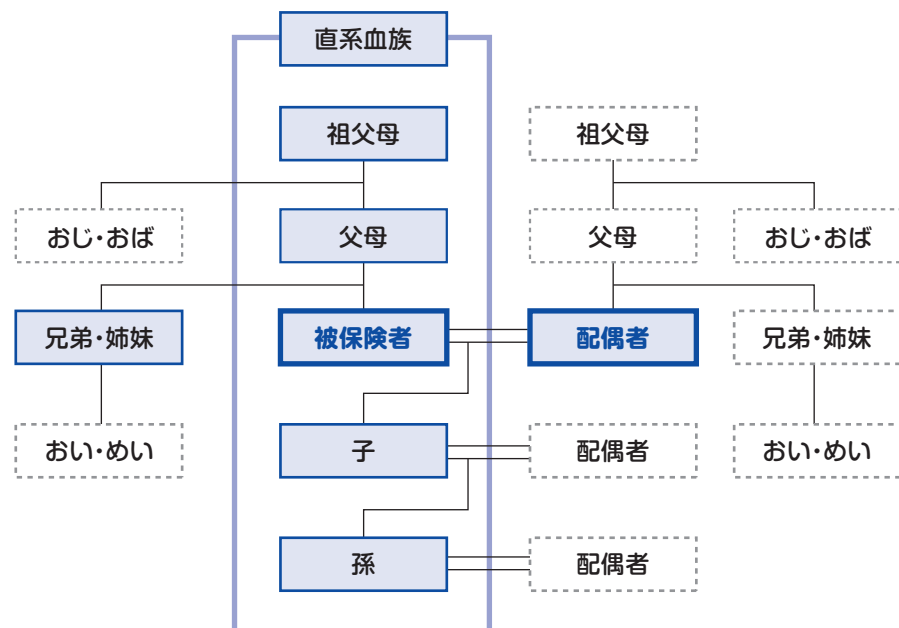 直系血族
祖父母
祖父母
おじ・おば
父母
父母
おじ・おば
兄弟・姉妹
被保険者
配偶者
兄弟・姉妹
おい・めい
子
配偶者
おい・めい
孫
配偶者